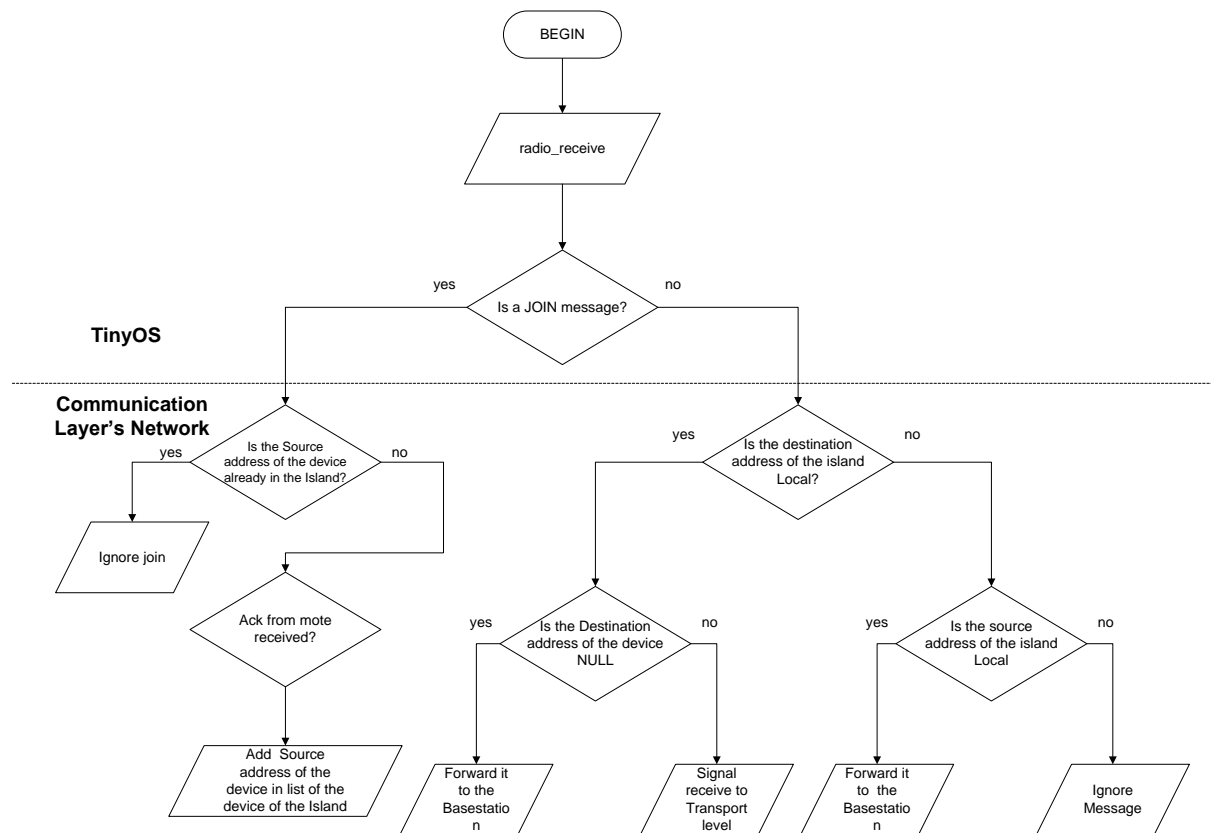 BEGIN
radio_receive
yes
no
Is a JOIN message?
TinyOS
Communication
Layer's Network
yes
Is the Source
address of the device
already in the Island?
no
yes
Is the destination
address of the island
Local?
no
Ignore join
Ack from mote
received?
yes
Is the Destination
address of the device
NULL
no
yes
Is the source
address of the island
Local
no
Add Source
address of the
device in list of the
device of the Island
Forward it
to the
Basestatio
n
Signal
receive to
Transport
level
Forward it
to the
Basestatio
n
Ignore
Message